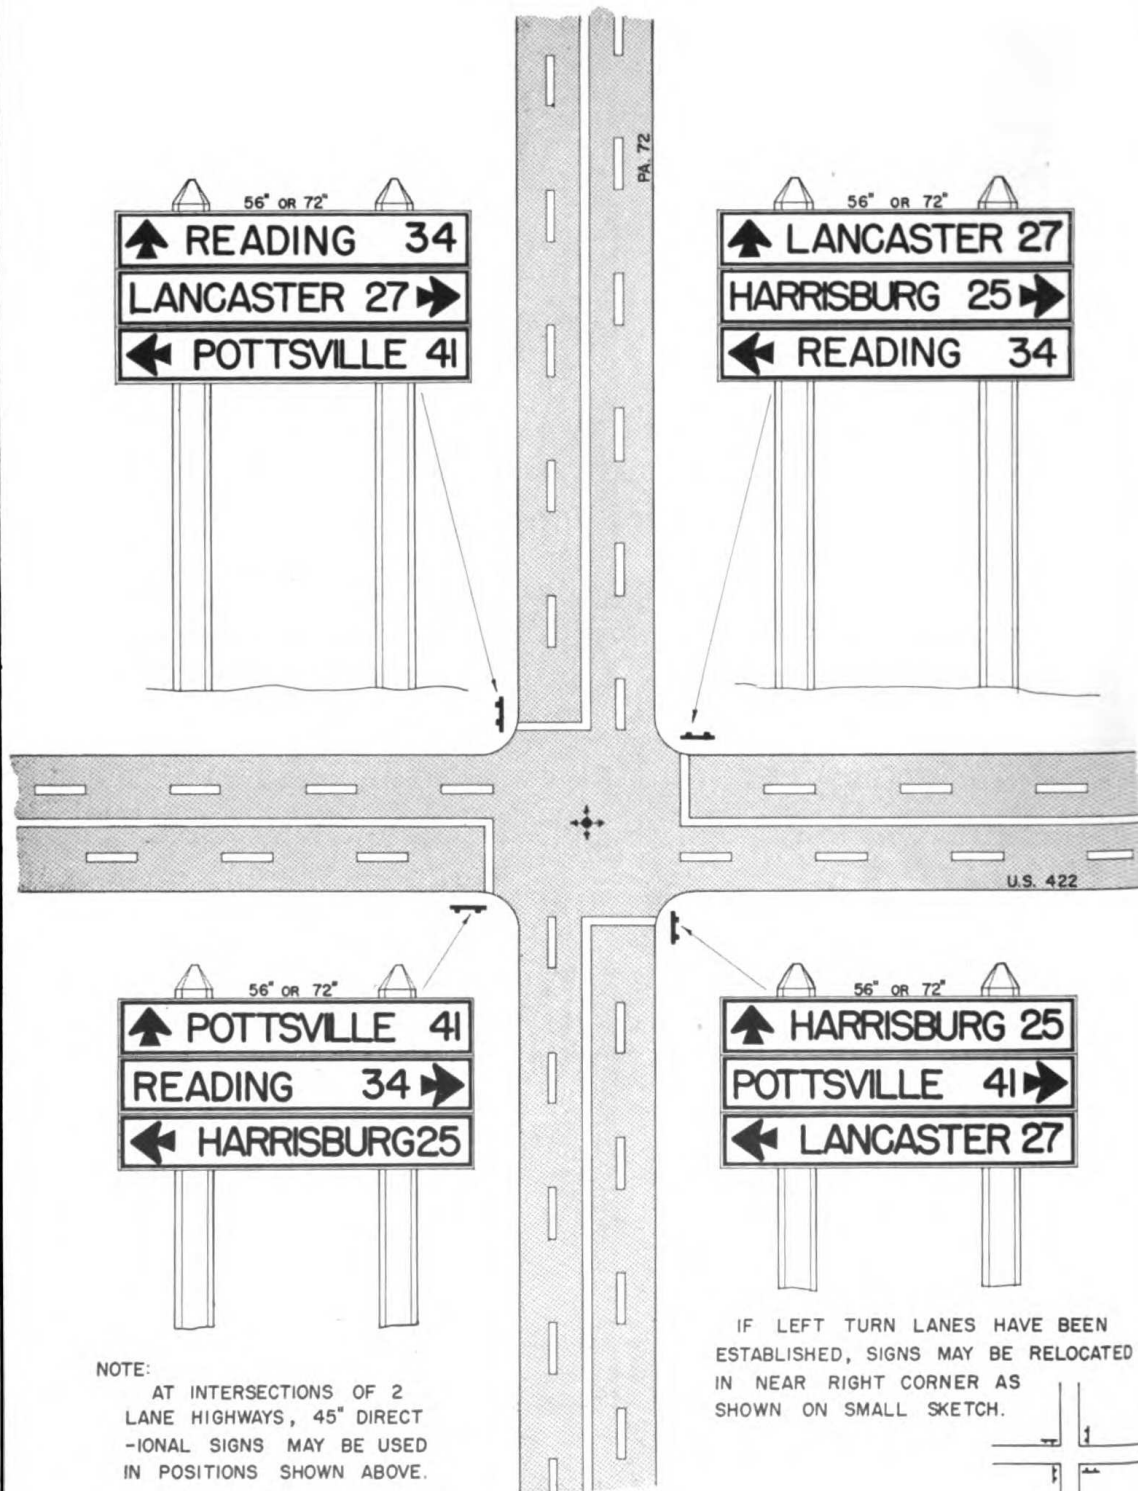 PA. 72
56" OR 72"
READING 34
LANCASTER 27
POTTSVILLE 41
56" OR 72"
LANCASTER 27
HARRISBURG 25
READING 34
U.S. 422
56" OR 72"
POTTSVILLE 41
READING 34
HARRISBURG 25
56" OR 72"
HARRISBURG 25
POTTSVILLE 41
LANCASTER 27
NOTE:
AT INTERSECTIONS OF 2
LANE HIGHWAYS, 45" DIRECT
-IONAL SIGNS MAY BE USED
IN POSITIONS SHOWN ABOVE.
IF LEFT TURN LANES HAVE BEEN
ESTABLISHED, SIGNS MAY BE RELOCATED
IN NEAR RIGHT CORNER AS
SHOWN ON SMALL SKETCH.